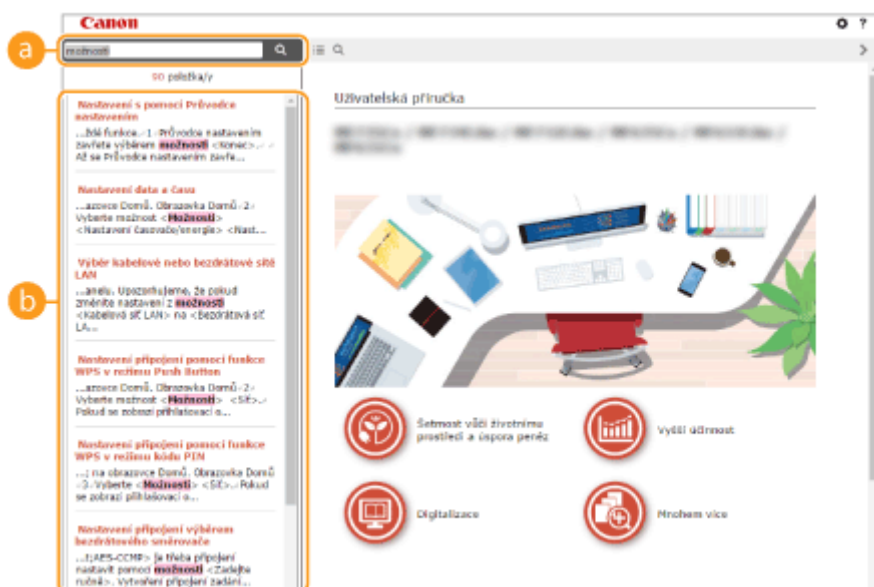 Canon
?
a
možnosti
90 položka/y
Uživatelská příručka
b
Nastavení s pomocí Průvodce
nastavením
...ždé funkce.-1-Průvodce nastavením
zavřete výběrem možnosti <Konec>.-
Až se Průvodce nastavením zavře...
Nastavení data a času
...azovce Domů. Obrazovka Domů-2-
Vyberte možnost <Možnosti>
<Nastavení časovače/energie> <Nast...
Výběr kabelové nebo bezdrátové sítě
LAN
...anelu. Upozorňujeme, že pokud
změníte nastavení z možnosti
<Kabelová síť LAN> na <Bezdrátová síť
LA...
Nastavení připojení pomocí funkce
WPS v režimu Push Button
...azovce Domů. Obrazovka Domů-2-
Vyberte možnost <Možnosti> <Síť>.-
Pokud se zobrazí přihlašovací o...
Nastavení připojení pomocí funkce
WPS v režimu kódu PIN
...; na obrazovce Domů. Obrazovka Domů
-3-Vyberte <Možnosti> <Síť>.-Pokud
se zobrazí přihlašovací o...
Nastavení připojení výběrem
bezdrátového směrovače
...t;AES-CCMP> je třeba připojení
nastavit pomocí možnosti <Zadejte
ručně>. Vytvoření připojení zadání...
Šetrnost vůči životnímu
prostředí a úspora peněz
Vyšší účinnost
Digitalizace
Mnohem více